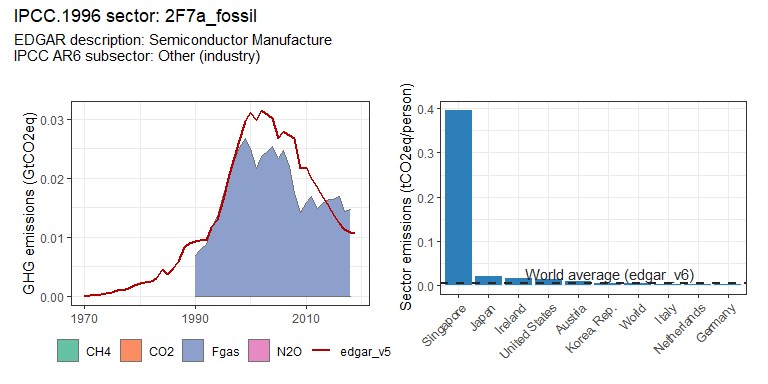 IPCC.1996 sector: 2F7a_fossil
EDGAR description: Semiconductor Manufacture
IPCC AR6 subsector: Other (industry)
GHG emissions (GtCO2eq)
0.03
0.02
0.01
0.00
1970
1990
2010
CH4
CO2
Fgas
N2O
edgar_v5
Sector emissions (tCO2eq/person)
0.4
0.3
0.2
0.1
0.0
World average (edgar_v6)
Singapore
Japan
Ireland
United States
Austria
Korea, Rep.
World
Italy
Netherlands
Germany